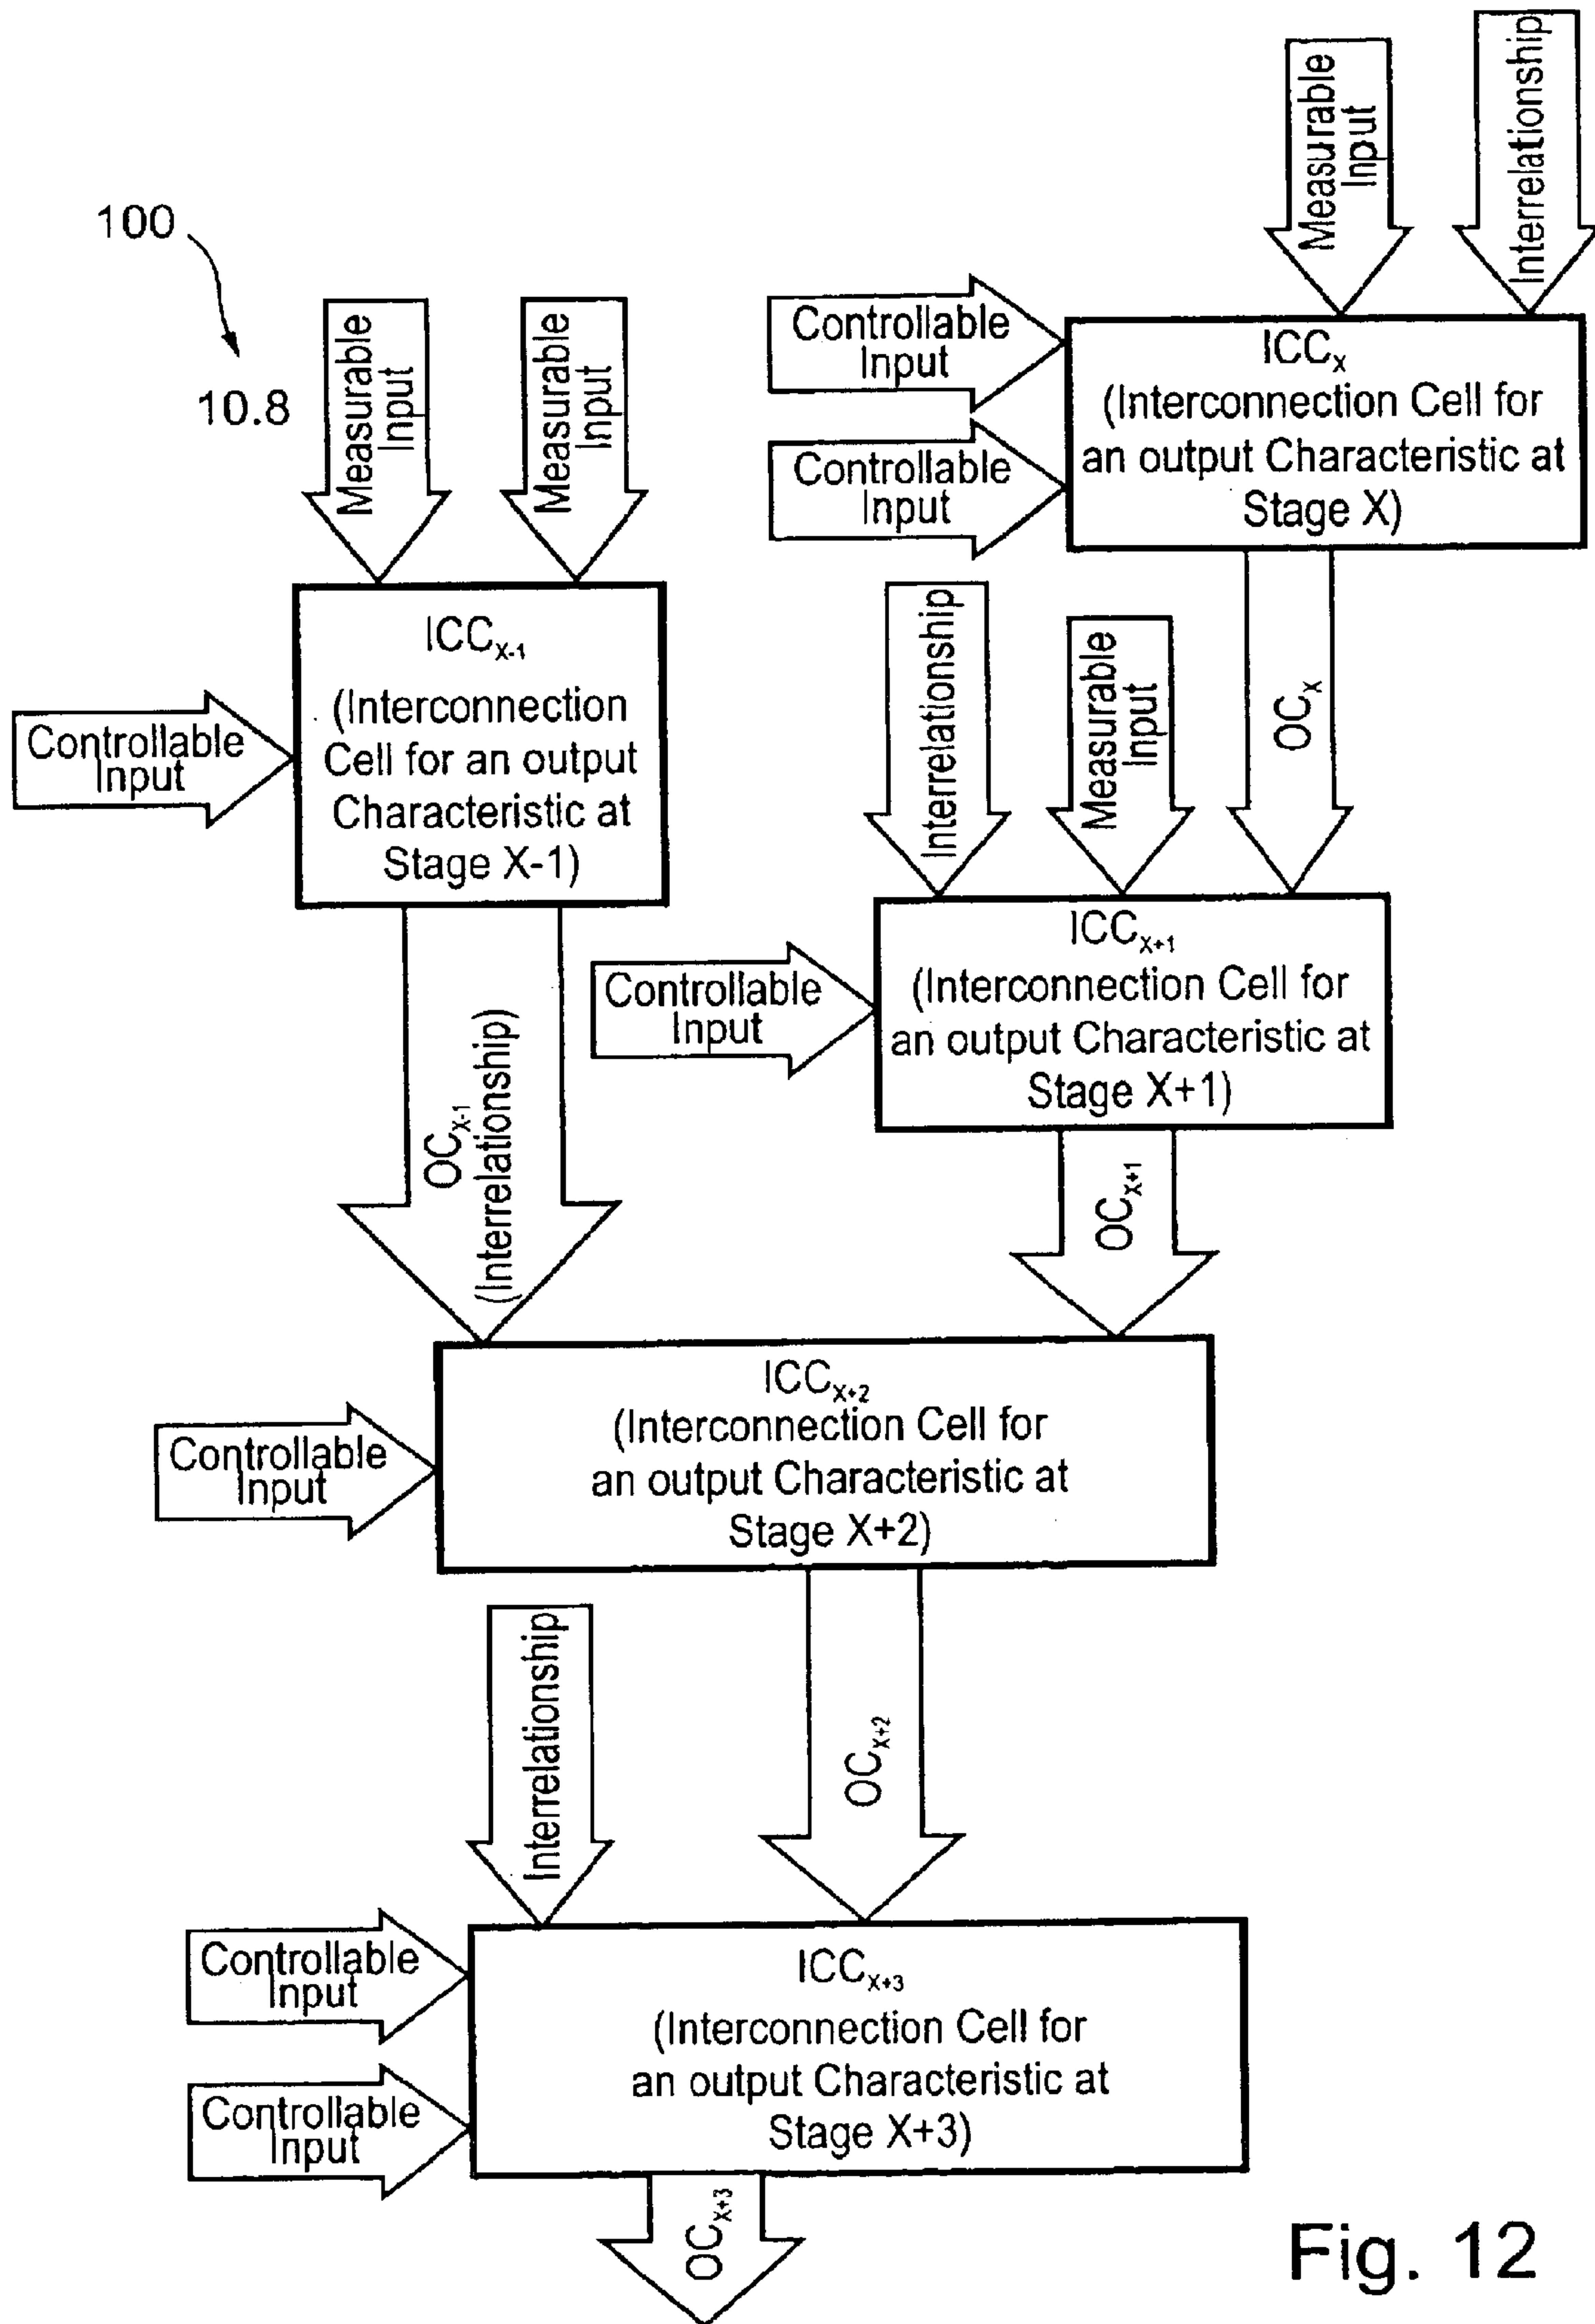 Measurable
Input
Interrelationship
100
10.8
Measurable
Input
Measurable
Input
Controllable
Input
Controllable
Input
ICCX
(Interconnection Cell for
an output Characteristic at
Stage X)
Controllable
Input
ICCX-1
(Interconnection
Cell for an output
Characteristic at
Stage X-1)
Interrelationship
Measurable
Input
OCX
Controllable
Input
ICCX+1
(Interconnection Cell for
an output Characteristic at
Stage X+1)
OCX-1
(Interrelationship)
OCX+1
Controllable
Input
ICCX+2
(Interconnection Cell for
an output Characteristic at
Stage X+2)
Interrelationship
OCX+2
Controllable
Input
Controllable
Input
ICCX+3
(Interconnection Cell for
an output Characteristic at
Stage X+3)
OCX+3
Fig. 12